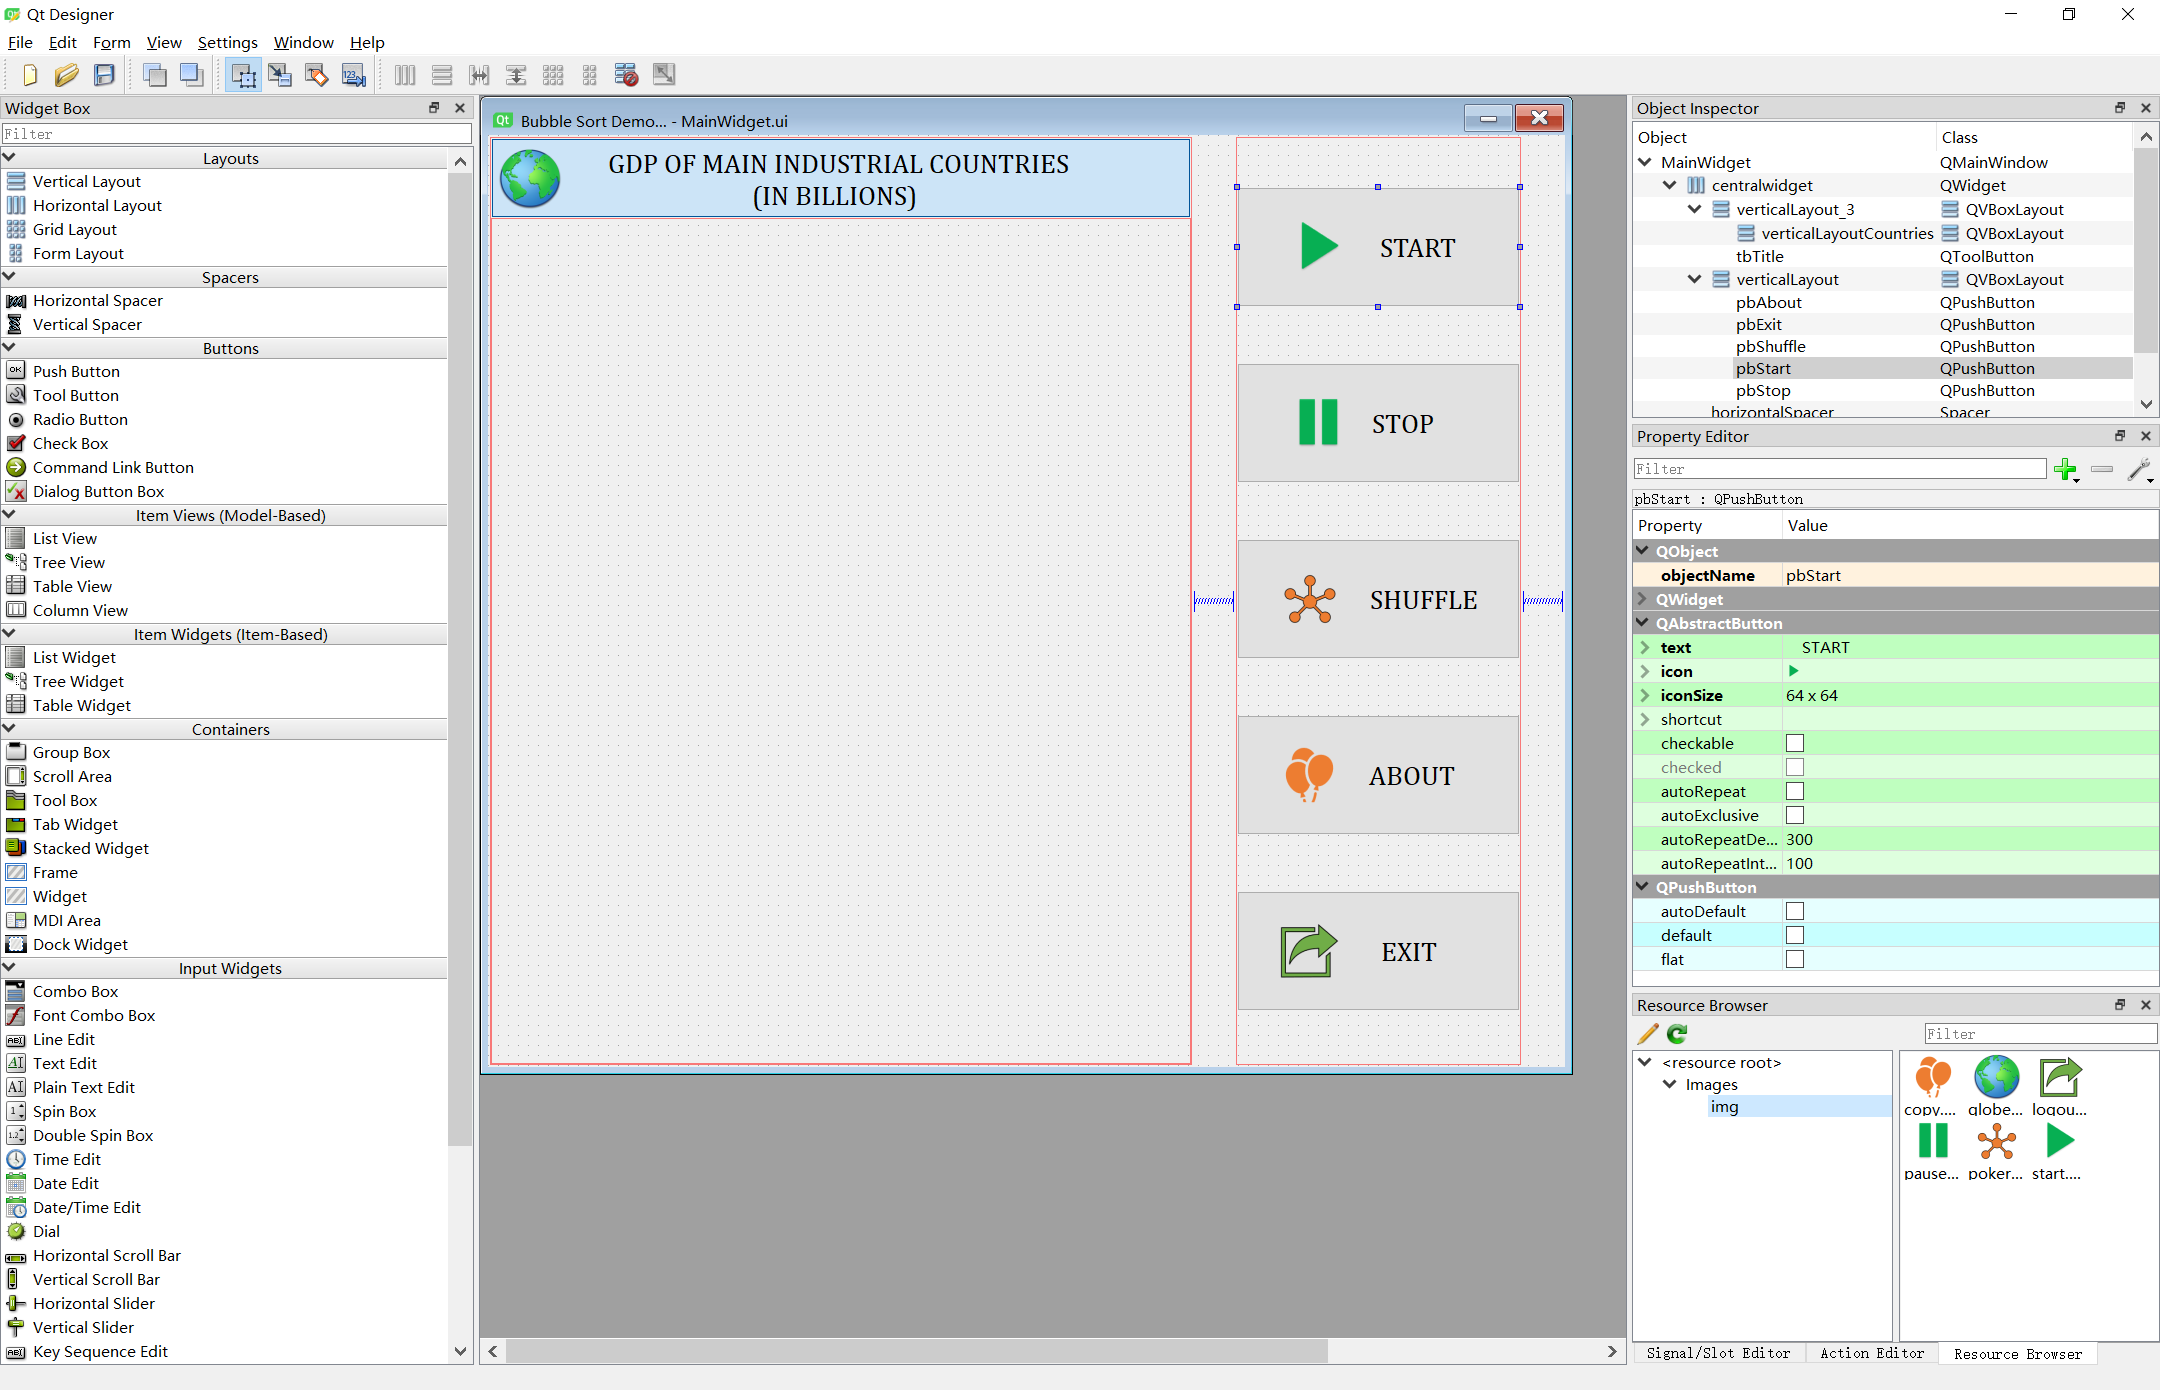 Qt Designer
File Edit Form View Settings Window Help
Widget Box
Filter
Layouts
Vertical Layout
Horizontal Layout
Grid Layout
Form Layout
Spacers
Horizontal Spacer
Vertical Spacer
Buttons
Push Button
Tool Button
Radio Button
Check Box
Command Link Button
Dialog Button Box
Item Views (Model-Based)
List View
Tree View
Table View
Column View
Item Widgets (Item-Based)
List Widget
Tree Widget
Table Widget
Containers
Group Box
Scroll Area
Tool Box
Tab Widget
Stacked Widget
Frame
Widget
MDI Area
Dock Widget
Input Widgets
Combo Box
Font Combo Box
Line Edit
Text Edit
Plain Text Edit
Spin Box
Double Spin Box
Time Edit
Date Edit
Date/Time Edit
Dial
Horizontal Scroll Bar
Vertical Scroll Bar
Horizontal Slider
Vertical Slider
Key Sequence Edit
Bubble Sort Demo... - MainWidget.ui
GDP OF MAIN INDUSTRIAL COUNTRIES
(IN BILLIONS)
START
STOP
SHUFFLE
ABOUT
EXIT
Object Inspector
Object Class
MainWidget QMainWindow
centralwidget QWidget
verticalLayout_3 QVBoxLayout
verticalLayoutCountries QVBoxLayout
tbTitle QToolButton
verticalLayout QVBoxLayout
pbAbout QPushButton
pbExit QPushButton
pbShuffle QPushButton
pbStart QPushButton
pbStop QPushButton
horizontalSpacer Spacer
Property Editor
Filter
pbStart : QPushButton
Property Value
QObject
objectName pbStart
QWidget
QAbstractButton
text START
icon
iconSize 64 x 64
shortcut
checkable
checked
autoRepeat
autoExclusive
autoRepeatDe... 300
autoRepeatInt... 100
QPushButton
autoDefault
default
flat
Resource Browser
Filter
<resource root>
Images
img
copy.... globe... logou...
pause... poker... start....
Signal/Slot Editor Action Editor Resource Browser